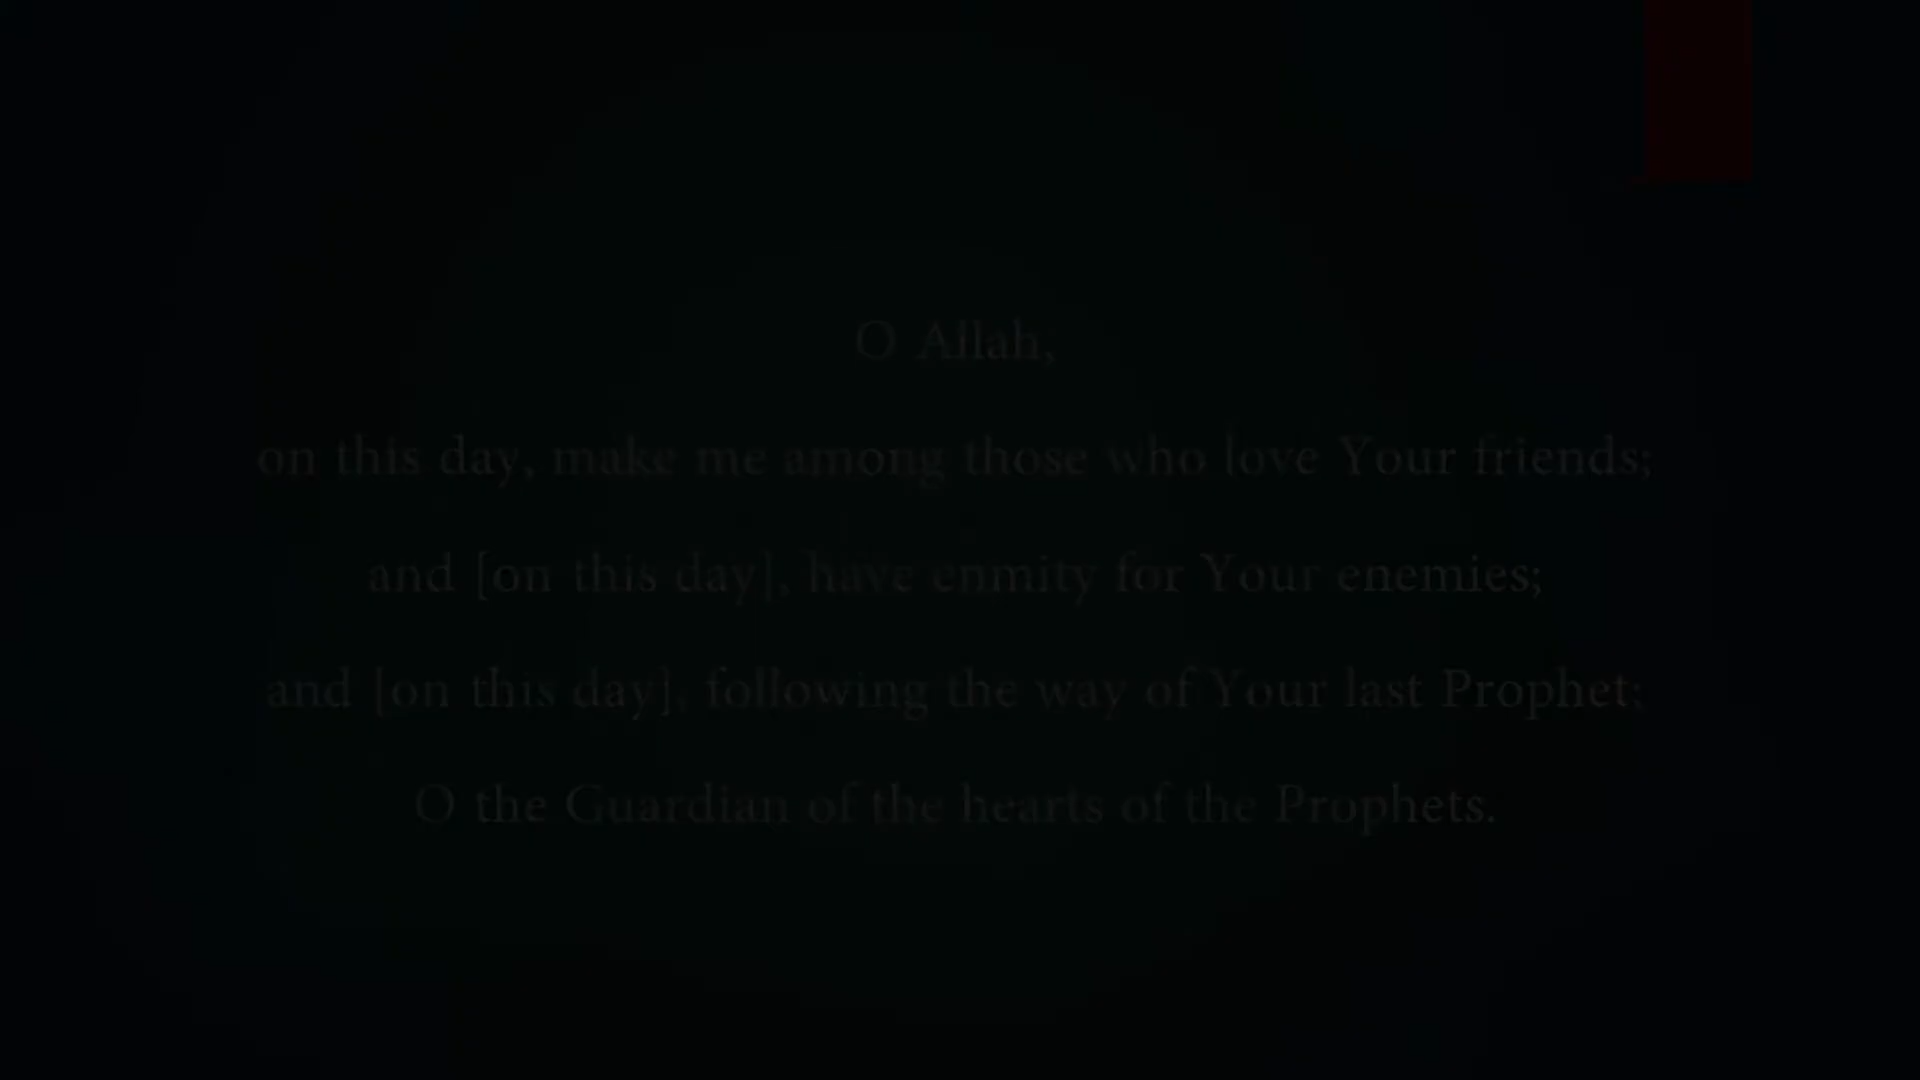 O Allah,
on this day, make me among those who love Your friends;
and [on this day], have enmity for Your enemies;
and [on this day], following the way of Your last Prophet;
O the Guardian of the hearts of the Prophets.